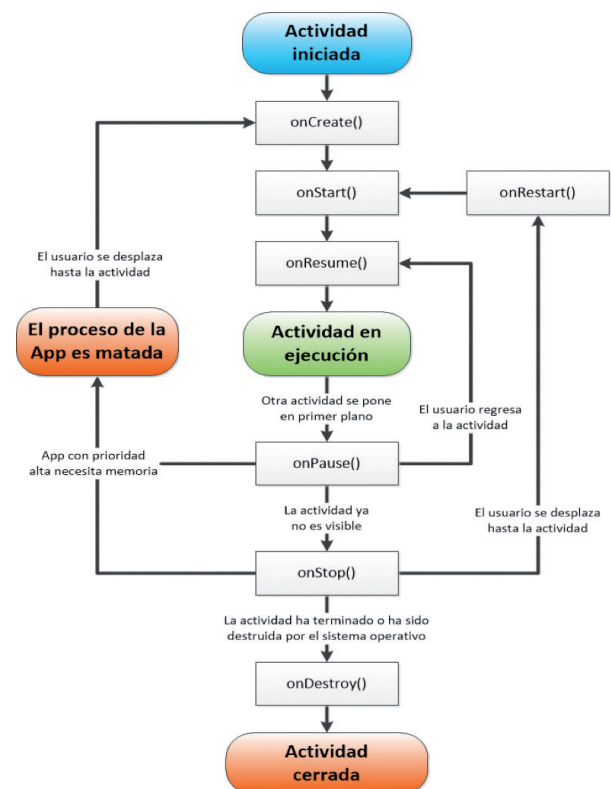 Actividad
iniciada
onCreate()
onStart()
onRestart()
El usuario se desplaza
hasta la actividad
onResume()
El proceso de la
App es matada
Actividad en
ejecución
Otra actividad se pone
en primer plano
El usuario regresa
a la actividad
App con prioridad
alta necesita memoria
onPause()
La actividad ya
no es visible
El usuario se desplaza
hasta la actividad
onStop()
La actividad ha terminado o ha sido
destruida por el sistema operativo
onDestroy()
Actividad
cerrada